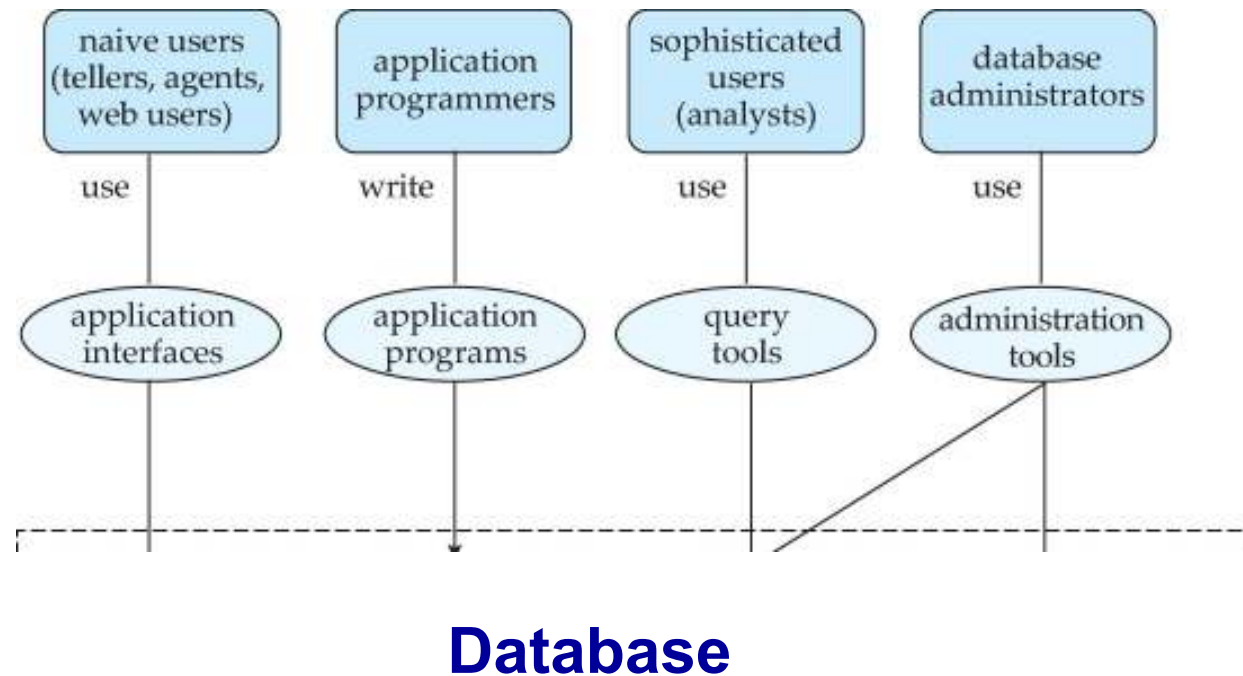 naive users
(tellers, agents,
web users)
application
programmers
sophisticated
users
(analysts)
database
administrators
use
write
use
use
application
interfaces
application
programs
query
tools
administration
tools
Database